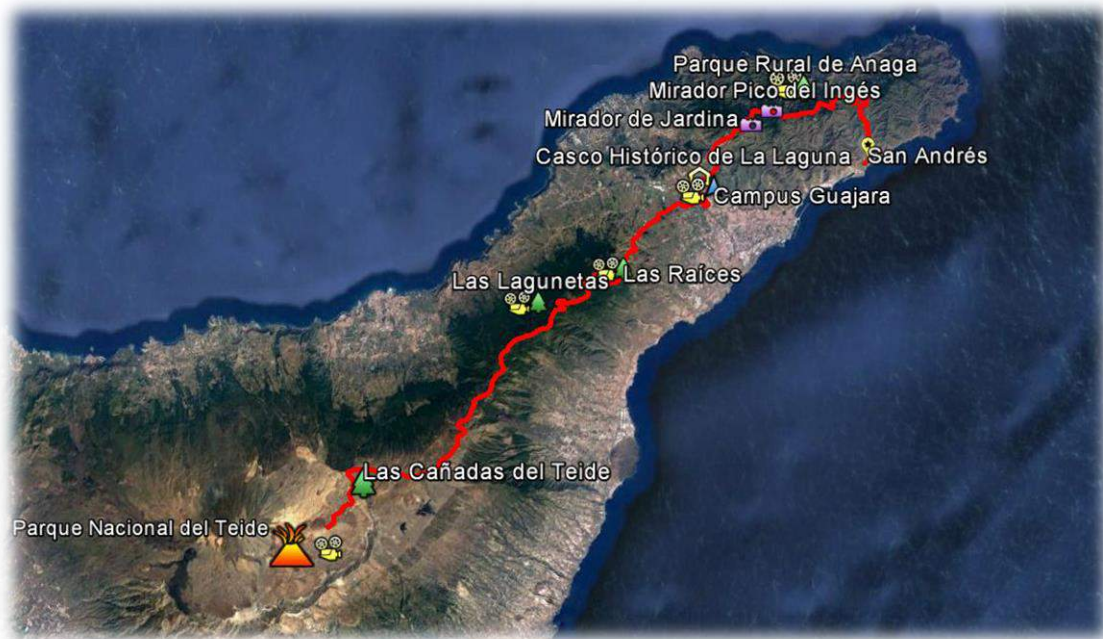 Parque Rural de Anaga
Mirador Pico del Ingés
Mirador de Jardina
Casco Histórico de La Laguna
San Andrés
Campus Guajara
Las Raíces
Las Lagunetas
Las Cañadas del Teide
Parque Nacional del Teide